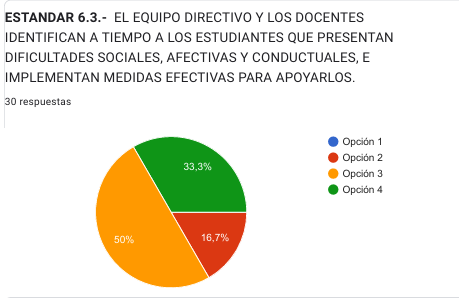 ESTANDAR 6.3.- EL EQUIPO DIRECTIVO Y LOS DOCENTES
IDENTIFICAN A TIEMPO A LOS ESTUDIANTES QUE PRESENTAN
DIFICULTADES SOCIALES, AFECTIVAS Y CONDUCTUALES, E
IMPLEMENTAN MEDIDAS EFECTIVAS PARA APOYARLOS.
30 respuestas
Opción 1
Opción 2
Opción 3
Opción 4
33,3%
16,7%
50%